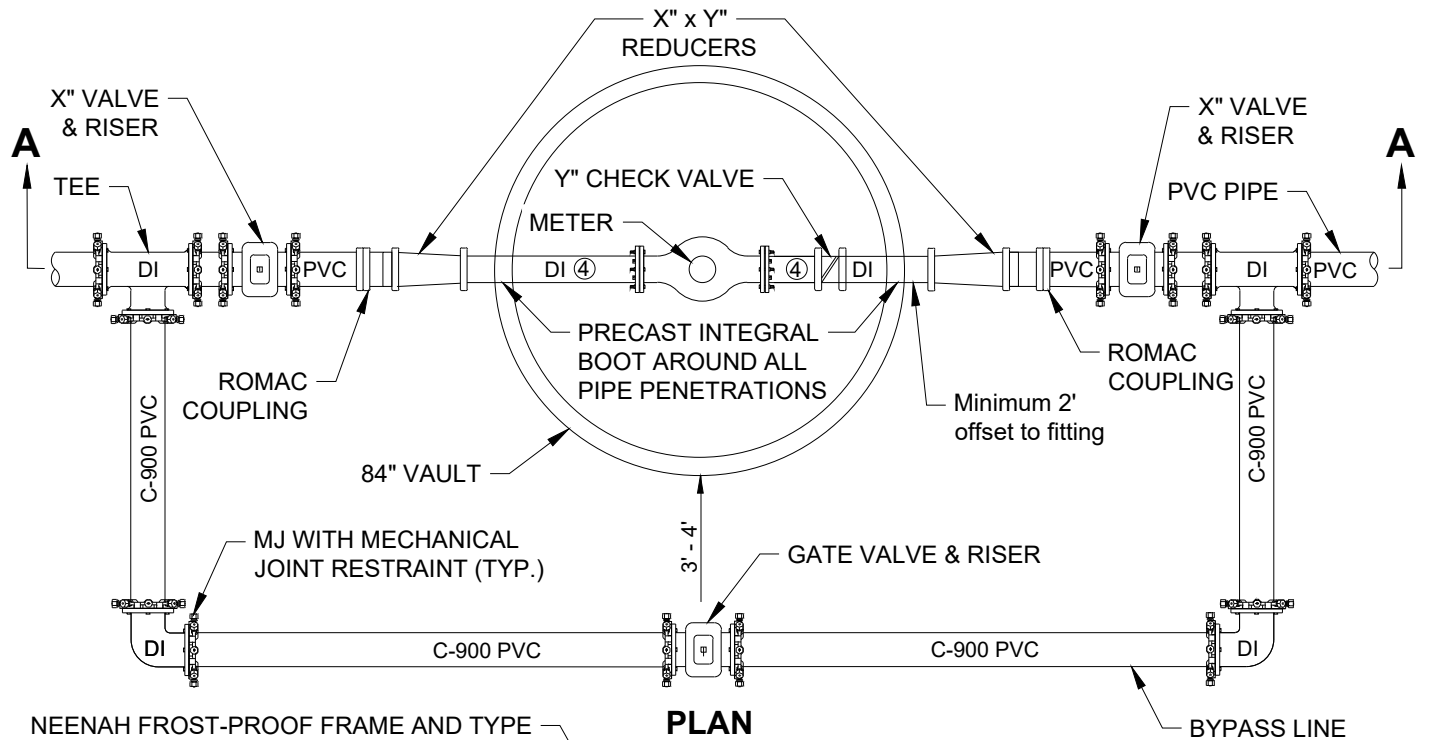 X" x Y"
REDUCERS
X" VALVE
& RISER
X" VALVE
& RISER
A
A
TEE
Y" CHECK VALVE
PVC PIPE
METER
DI
PVC
DI ④
④
DI
PVC
DI
PVC
PRECAST INTEGRAL
BOOT AROUND ALL
PIPE PENETRATIONS
ROMAC
COUPLING
ROMAC
COUPLING
Minimum 2'
offset to fitting
C-900 PVC
C-900 PVC
84" VAULT
3' - 4'
MJ WITH MECHANICAL
JOINT RESTRAINT (TYP.)
GATE VALVE & RISER
DI
C-900 PVC
C-900 PVC
DI
PLAN
BYPASS LINE
NEENAH FROST-PROOF FRAME AND TYPE